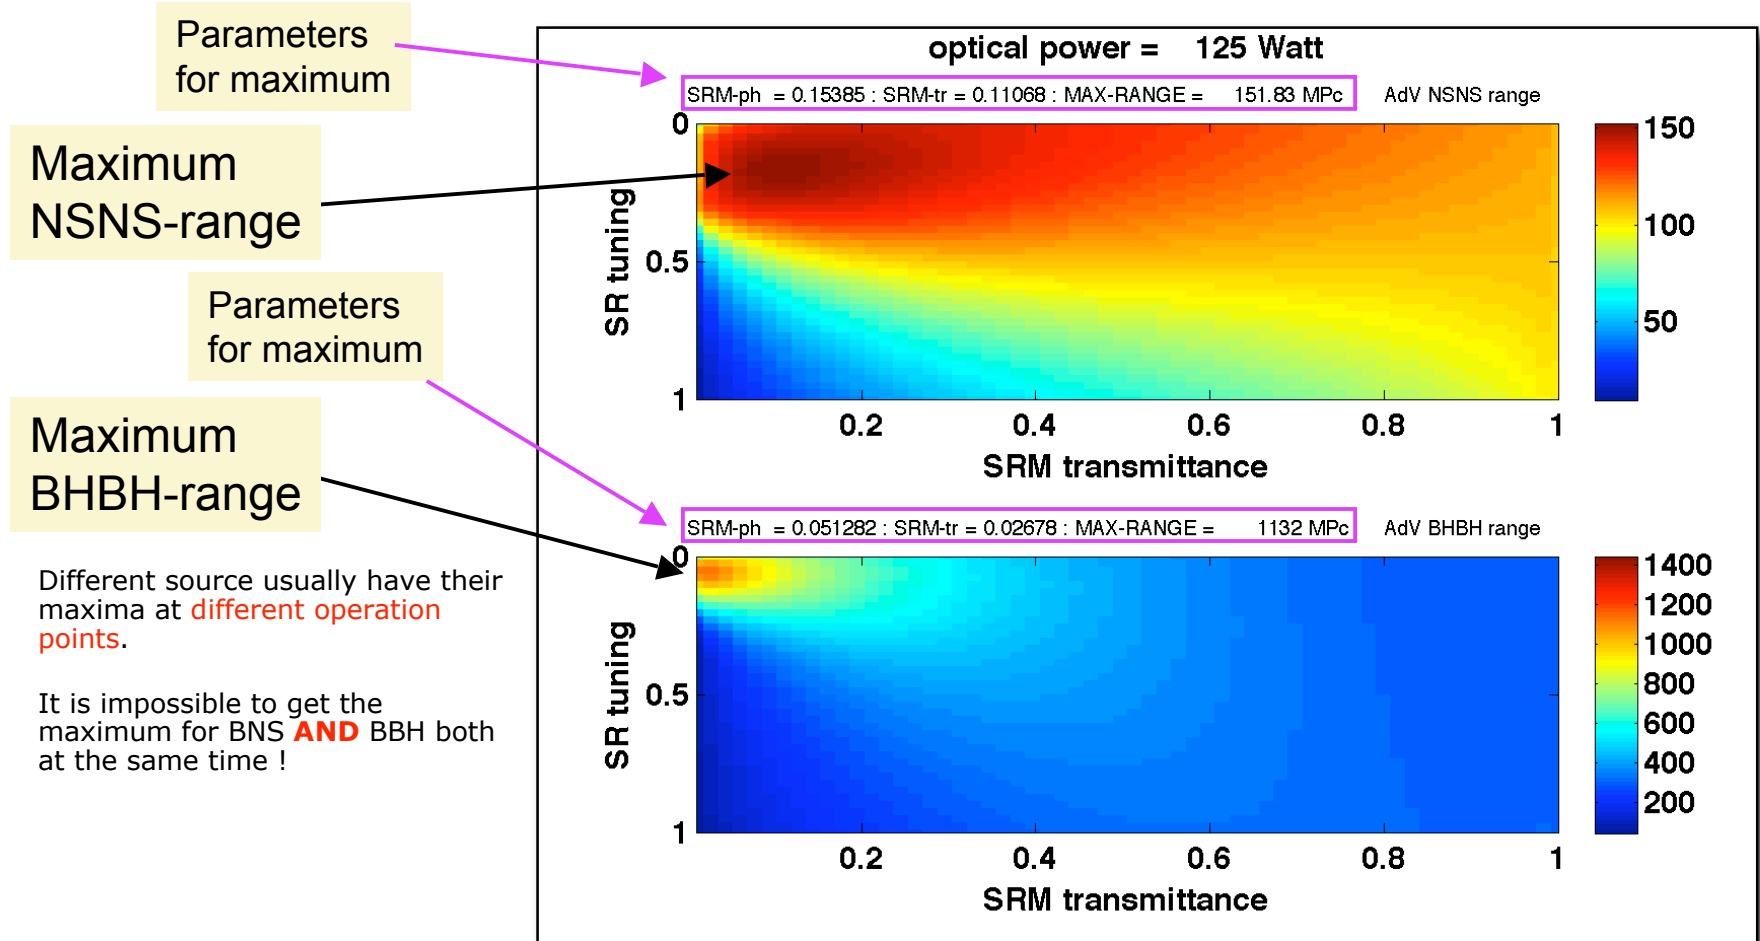 Parameters
for maximum
optical power = 125 Watt
SRM-ph = 0.15385 : SRM-tr = 0.11068 : MAX-RANGE = 151.83 MPc AdV NSNS range
Maximum
NSNS-range
0
0.5
1
SR tuning
0.2 0.4 0.6 0.8 1
SRM transmittance
150
100
50
Parameters
for maximum
Maximum
BHBH-range
SRM-ph = 0.051282 : SRM-tr = 0.02678 : MAX-RANGE = 1132 MPc AdV BHBH range
0
0.5
1
SR tuning
0.2 0.4 0.6 0.8 1
SRM transmittance
1400
1200
1000
800
600
400
200
Different source usually have their
maxima at different operation
points.
It is impossible to get the
maximum for BNS AND BBH both
at the same time !